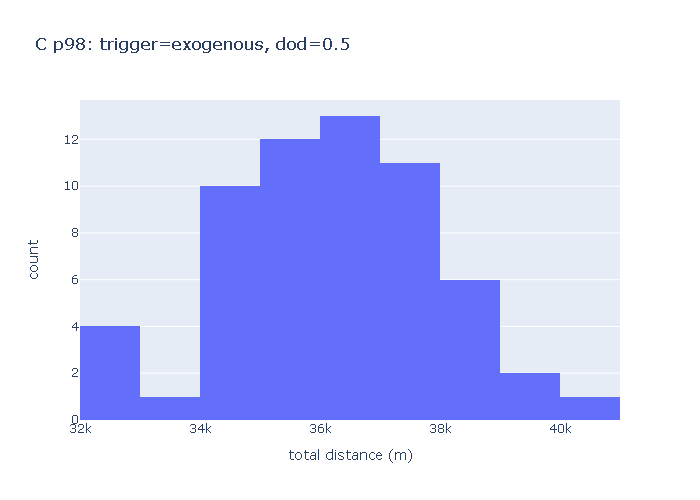 C p98: trigger=exogenous, dod=0.5
12
10
8
6
4
2
0
count
32k 34k 36k 38k 40k
total distance (m)